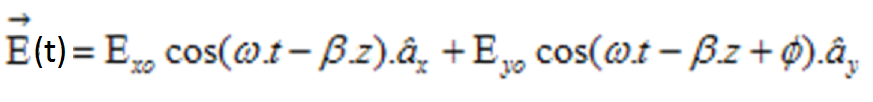 E⃗(t) = E_xo cos(ω.t − β.z).â_x + E_yo cos(ω.t − β.z + ϕ).â_y